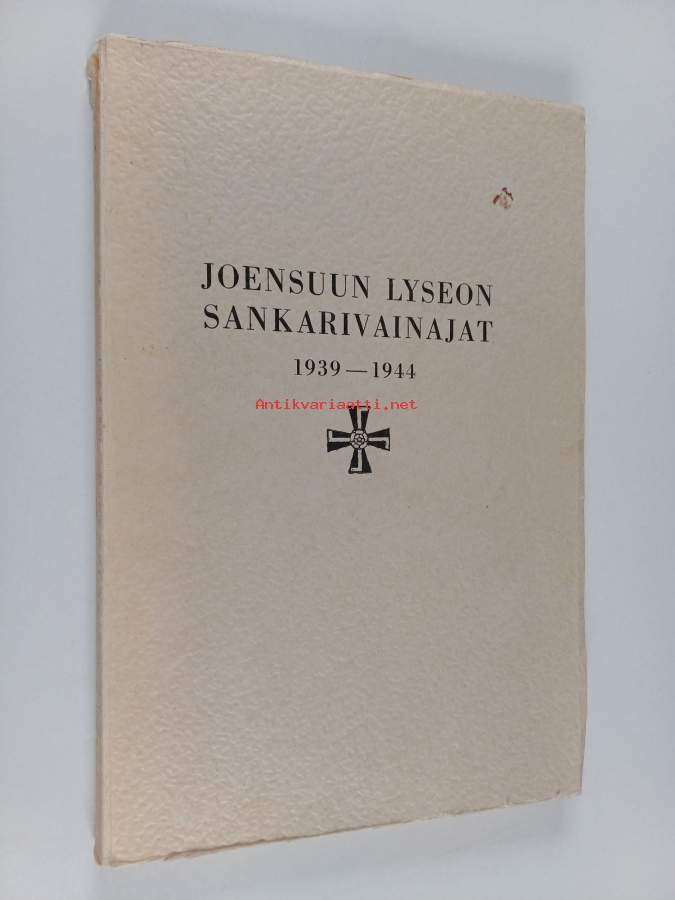 JOENSUUN LYSEON
SANKARIVAINAJAT
1939—1944
Antikvariaatti.net